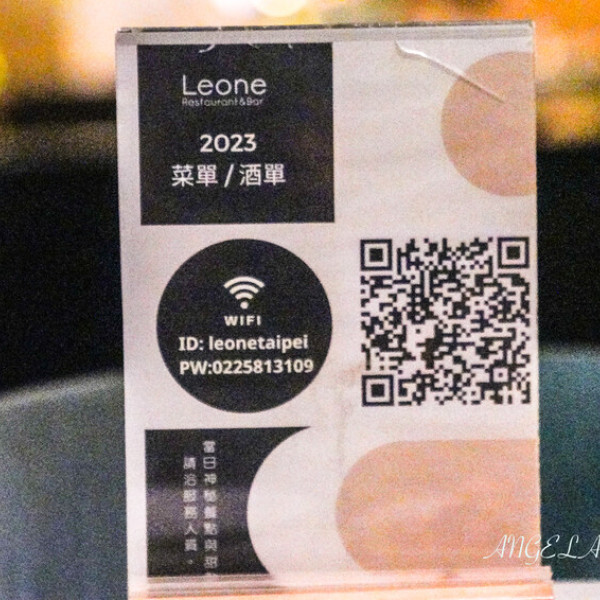 Leone
Restaurant&Bar
2023
菜單/酒單
WIFI
ID: leonetaipei
PW:0225813109
當日神秘餐點與甜
請洽服務人員。
ANGELA